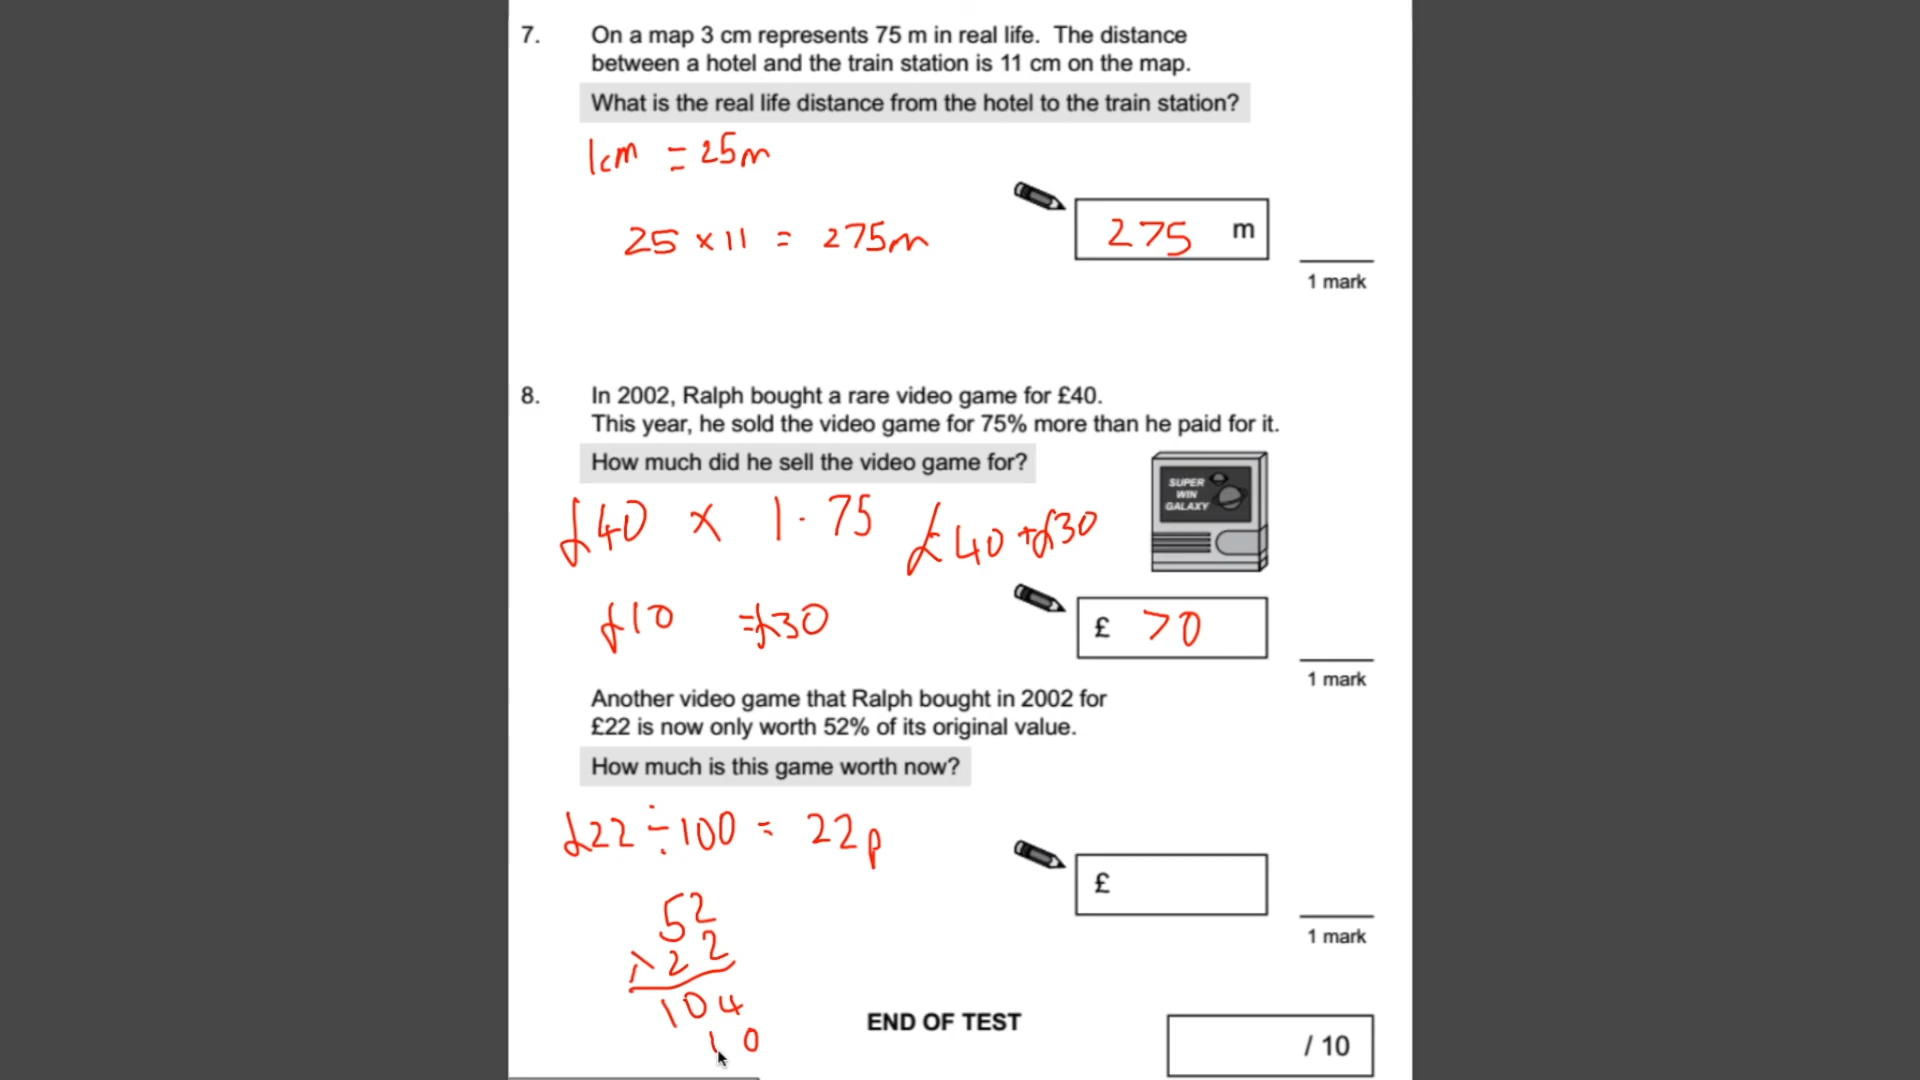 7. On a map 3 cm represents 75 m in real life. The distance
between a hotel and the train station is 11 cm on the map.
What is the real life distance from the hotel to the train station?
1cm = 25m
25 × 11 = 275m
275 m
1 mark
8. In 2002, Ralph bought a rare video game for £40.
This year, he sold the video game for 75% more than he paid for it.
How much did he sell the video game for?
SUPER
WIN
GALAXY
£40 × 1.75 £40 + £30
£10 = £30
£ 70
1 mark
Another video game that Ralph bought in 2002 for
£22 is now only worth 52% of its original value.
How much is this game worth now?
£22 ÷ 100 = 22p
£
1 mark
52
× 22
104
1 0
END OF TEST
/ 10